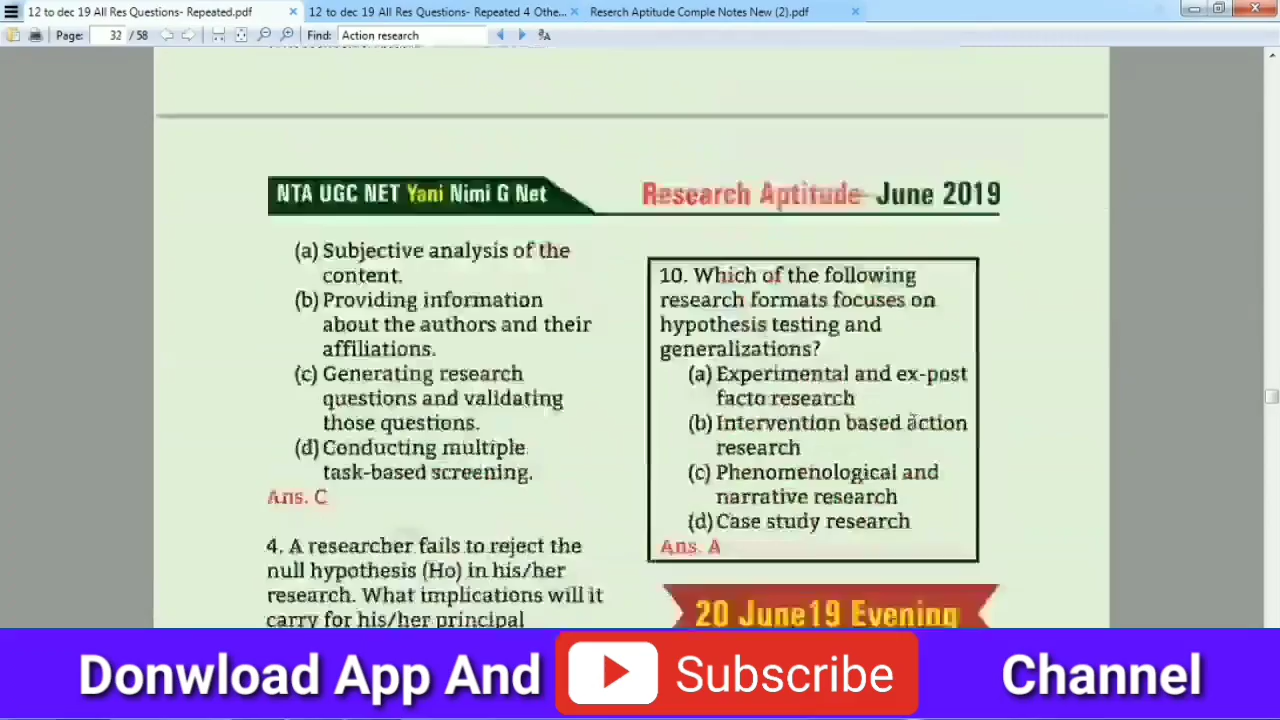 12 to dec 19 All Res Questions- Repeated.pdf
12 to dec 19 All Res Questions- Repeated 4 Othe...
Reserch Aptitude Comple Notes New (2).pdf
Page: 32 / 58 Find: Action research
NTA UGC NET Yani Nimi G Net
Research Aptitude- June 2019
(a) Subjective analysis of the
content.
(b) Providing information
about the authors and their
affiliations.
(c) Generating research
questions and validating
those questions.
(d) Conducting multiple
task-based screening.
Ans. C
4. A researcher fails to reject the
null hypothesis (Ho) in his/her
research. What implications will it
carry for his/her principal
10. Which of the following
research formats focuses on
hypothesis testing and
generalizations?
(a) Experimental and ex-post
facto research
(b) Intervention based action
research
(c) Phenomenological and
narrative research
(d) Case study research
Ans. A
20 June19 Evening
Donwload App And Subscribe Channel